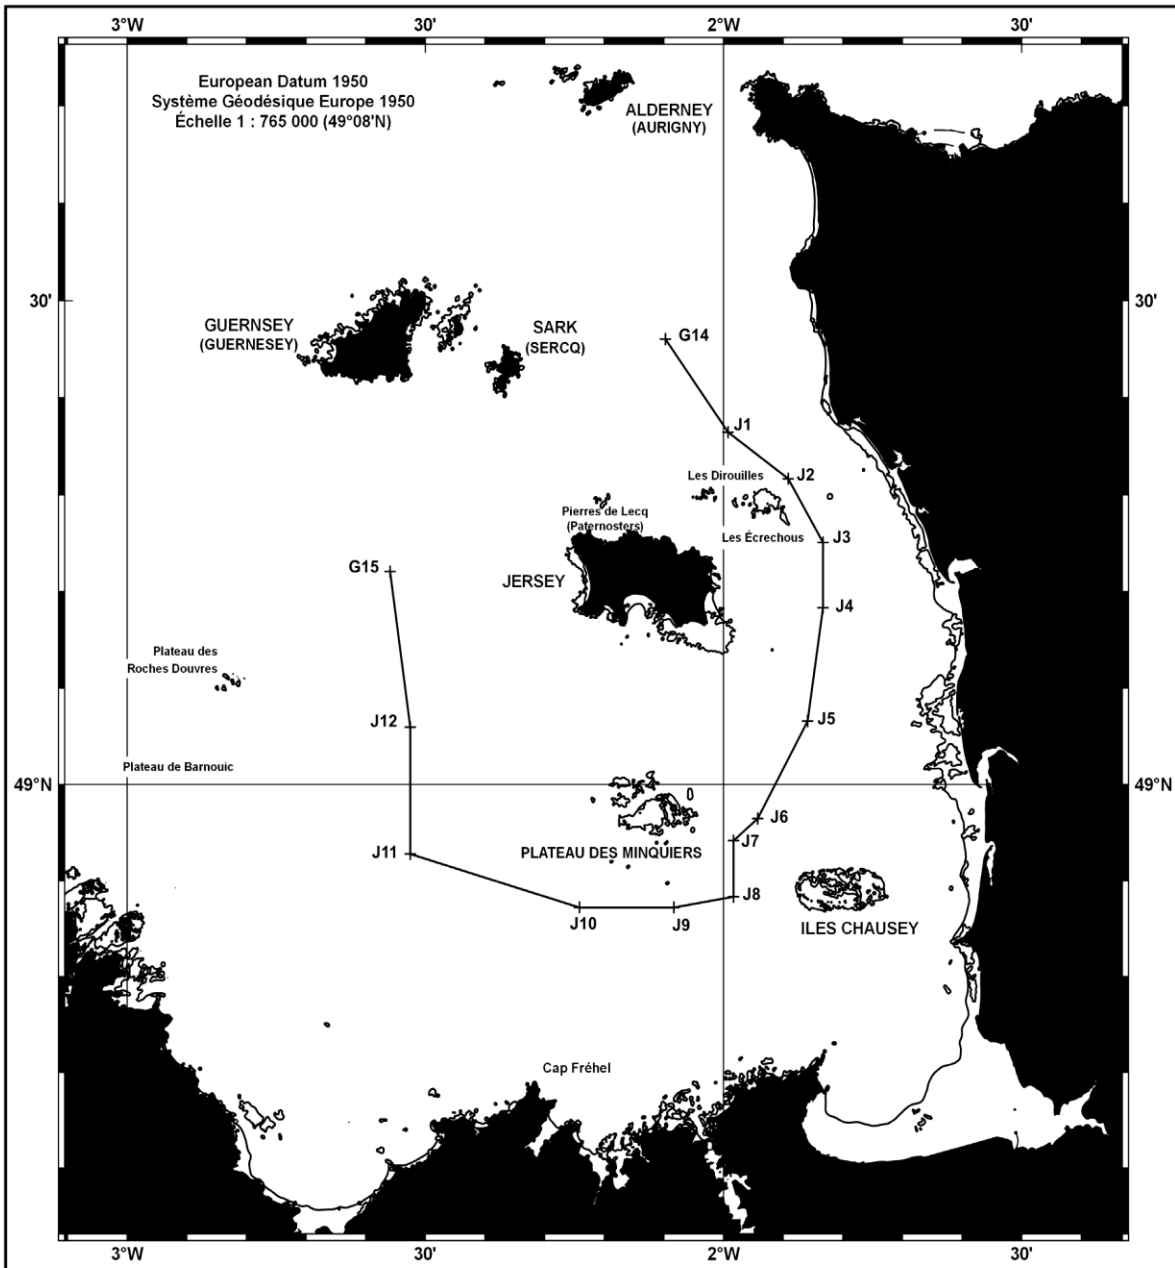 3°W 30' 2°W 30'
European Datum 1950
Système Géodésique Europe 1950
Échelle 1 : 765 000 (49°08'N)
ALDERNEY
(AURIGNY)
30' 30'
GUERNSEY
(GUERNESEY)
SARK
(SERCQ)
G14
J1
J2
Les Dirouilles
Pierres de Lecq
(Paternosters)
Les Écrechous
J3
G15
JERSEY
J4
Plateau des
Roches Douvres
J12
J5
Plateau de Barnouic
49°N 49°N
J6
J7
PLATEAU DES MINQUIERS
J11
J8
J10
J9
ILES CHAUSEY
Cap Fréhel
3°W 30' 2°W 30'